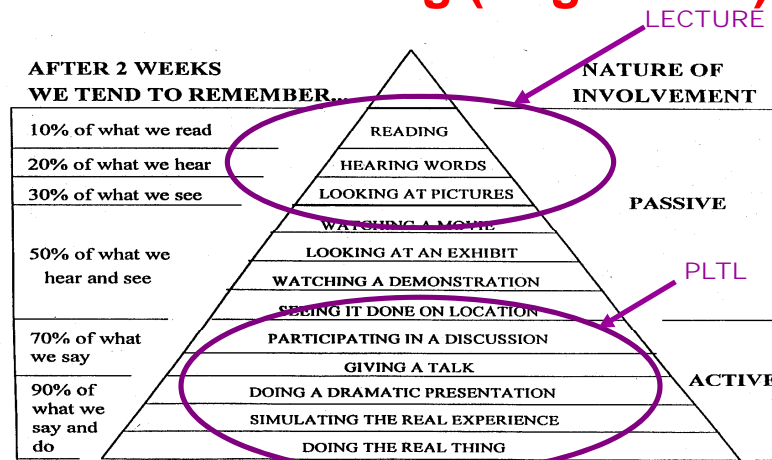 LECTURE
AFTER 2 WEEKS
WE TEND TO REMEMBER...
NATURE OF
INVOLVEMENT
10% of what we read
READING
20% of what we hear
HEARING WORDS
30% of what we see
LOOKING AT PICTURES
PASSIVE
WATCHING A MOVIE
50% of what we
hear and see
LOOKING AT AN EXHIBIT
WATCHING A DEMONSTRATION
PLTL
SEEING IT DONE ON LOCATION
70% of what
we say
PARTICIPATING IN A DISCUSSION
GIVING A TALK
ACTIVE
90% of
what we
say and
do
DOING A DRAMATIC PRESENTATION
SIMULATING THE REAL EXPERIENCE
DOING THE REAL THING